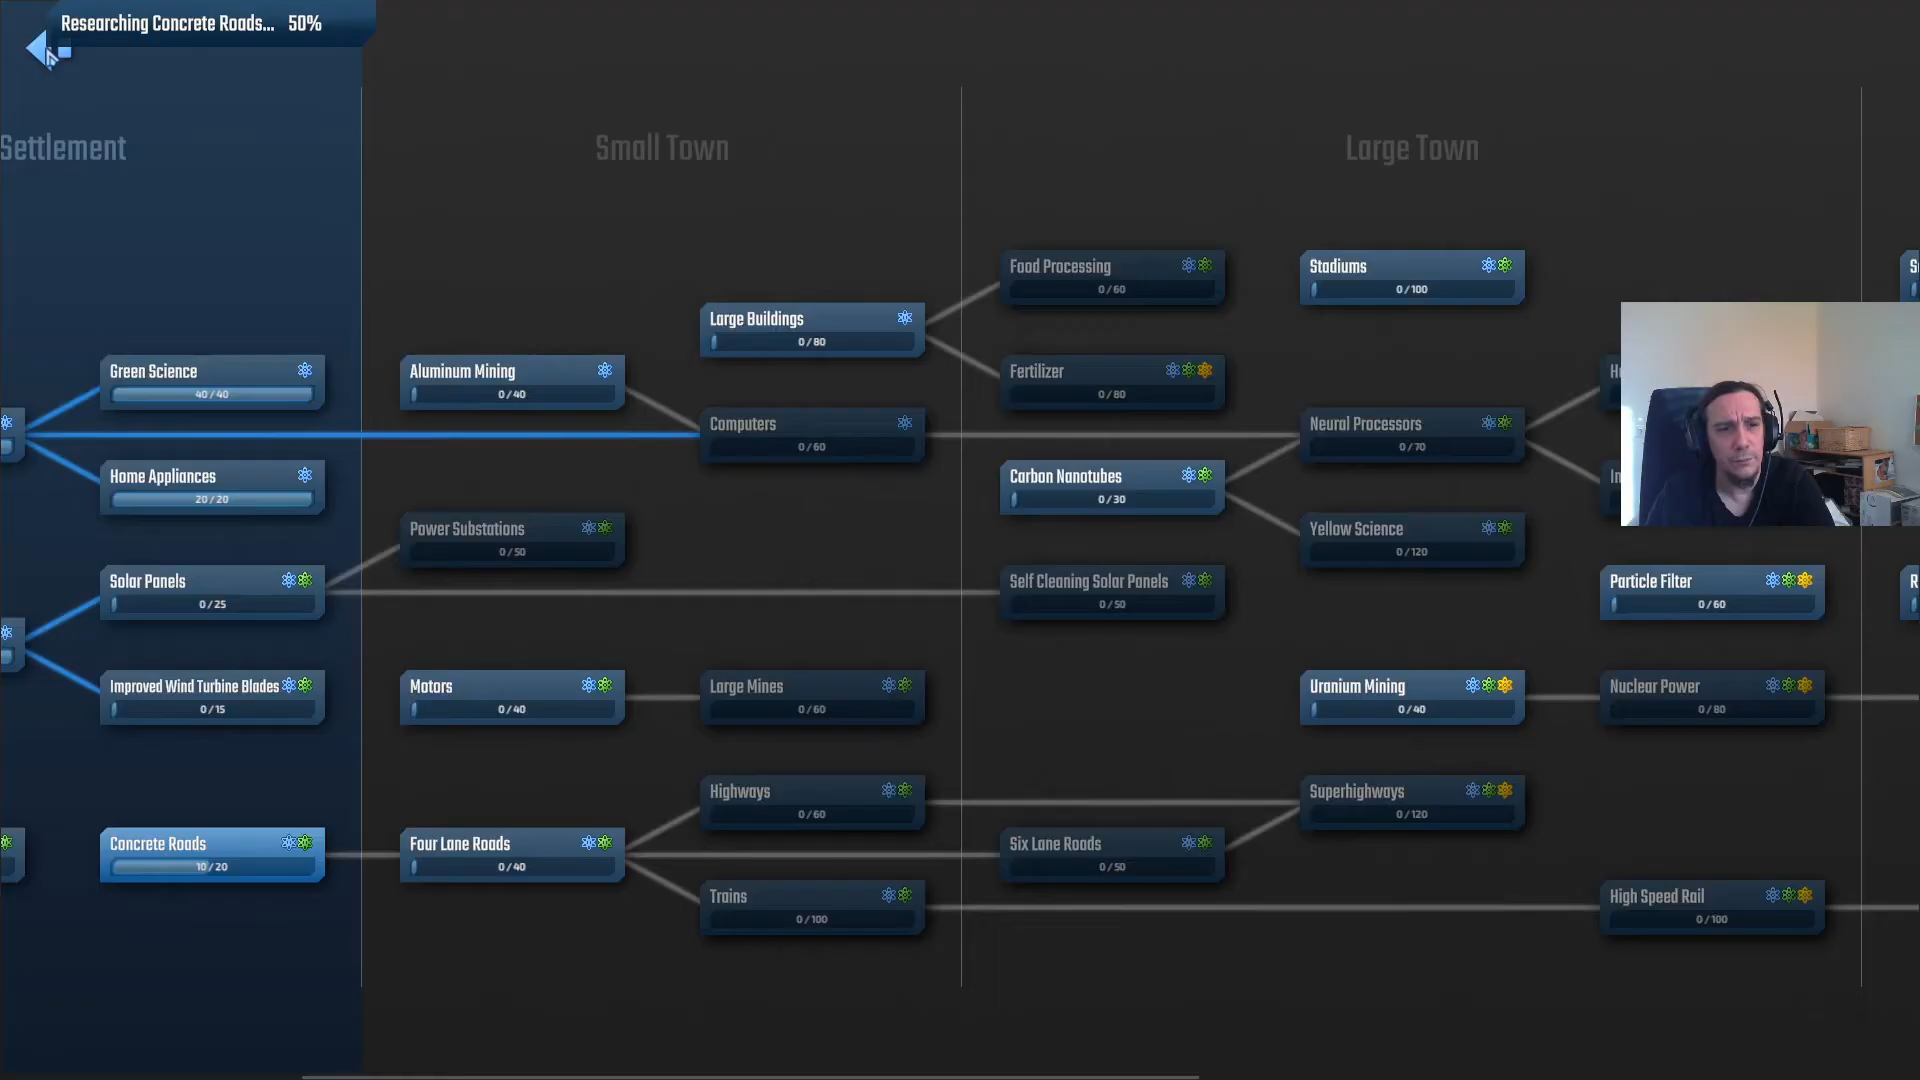 Researching Concrete Roads... 50%
Settlement
Small Town
Large Town
Food Processing
0/60
Stadiums
0/100
Large Buildings
0/80
Green Science
40/40
Aluminum Mining
0/40
Fertilizer
0/80
Computers
0/60
Neural Processors
0/70
Home Appliances
20/20
Carbon Nanotubes
0/30
Power Substations
0/50
Yellow Science
0/120
Solar Panels
0/25
Self Cleaning Solar Panels
0/50
Particle Filter
0/60
Improved Wind Turbine Blades
0/15
Motors
0/40
Large Mines
0/60
Uranium Mining
0/40
Nuclear Power
0/80
Highways
0/60
Superhighways
0/120
Concrete Roads
10/20
Four Lane Roads
0/40
Six Lane Roads
0/50
Trains
0/100
High Speed Rail
0/100